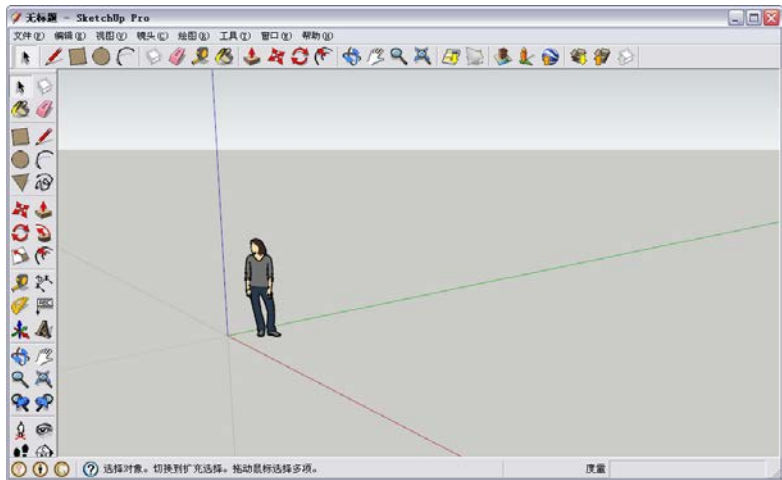 无标题 - SketchUp Pro
文件(F) 编辑(E) 视图(V) 镜头(C) 绘图(R) 工具(T) 窗口(W) 帮助(H)
ABC
选择对象。切换到扩充选择。拖动鼠标选择多项。 度量